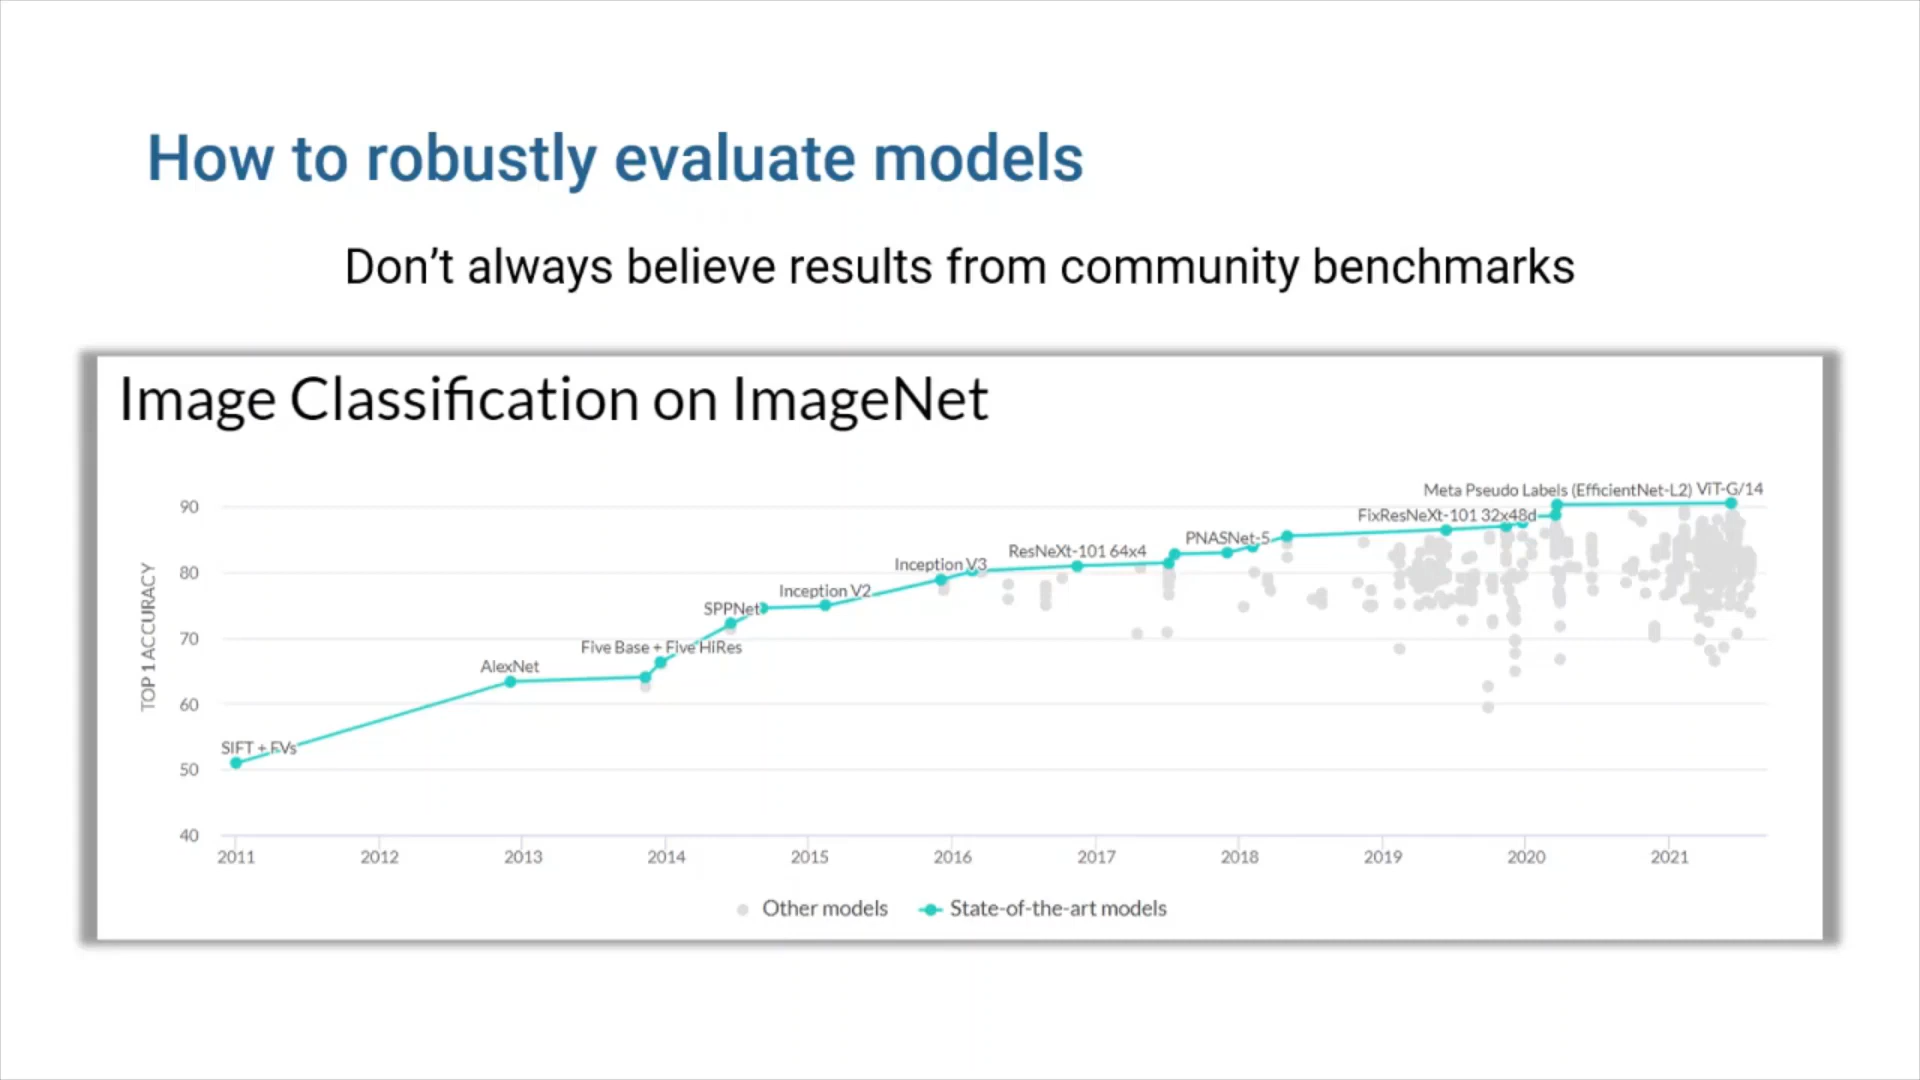 How to robustly evaluate models
Don't always believe results from community benchmarks
Image Classification on ImageNet
Meta Pseudo Labels (EfficientNet-L2) ViT-G/14
FixResNeXt-101 32x48d
PNASNet-5
ResNeXt-101 64x4
Inception V3
Inception V2
SPPNet
Five Base + Five HiRes
AlexNet
SIFT + FVs
TOP 1 ACCURACY
90
80
70
60
50
40
2011 2012 2013 2014 2015 2016 2017 2018 2019 2020 2021
Other models State-of-the-art models